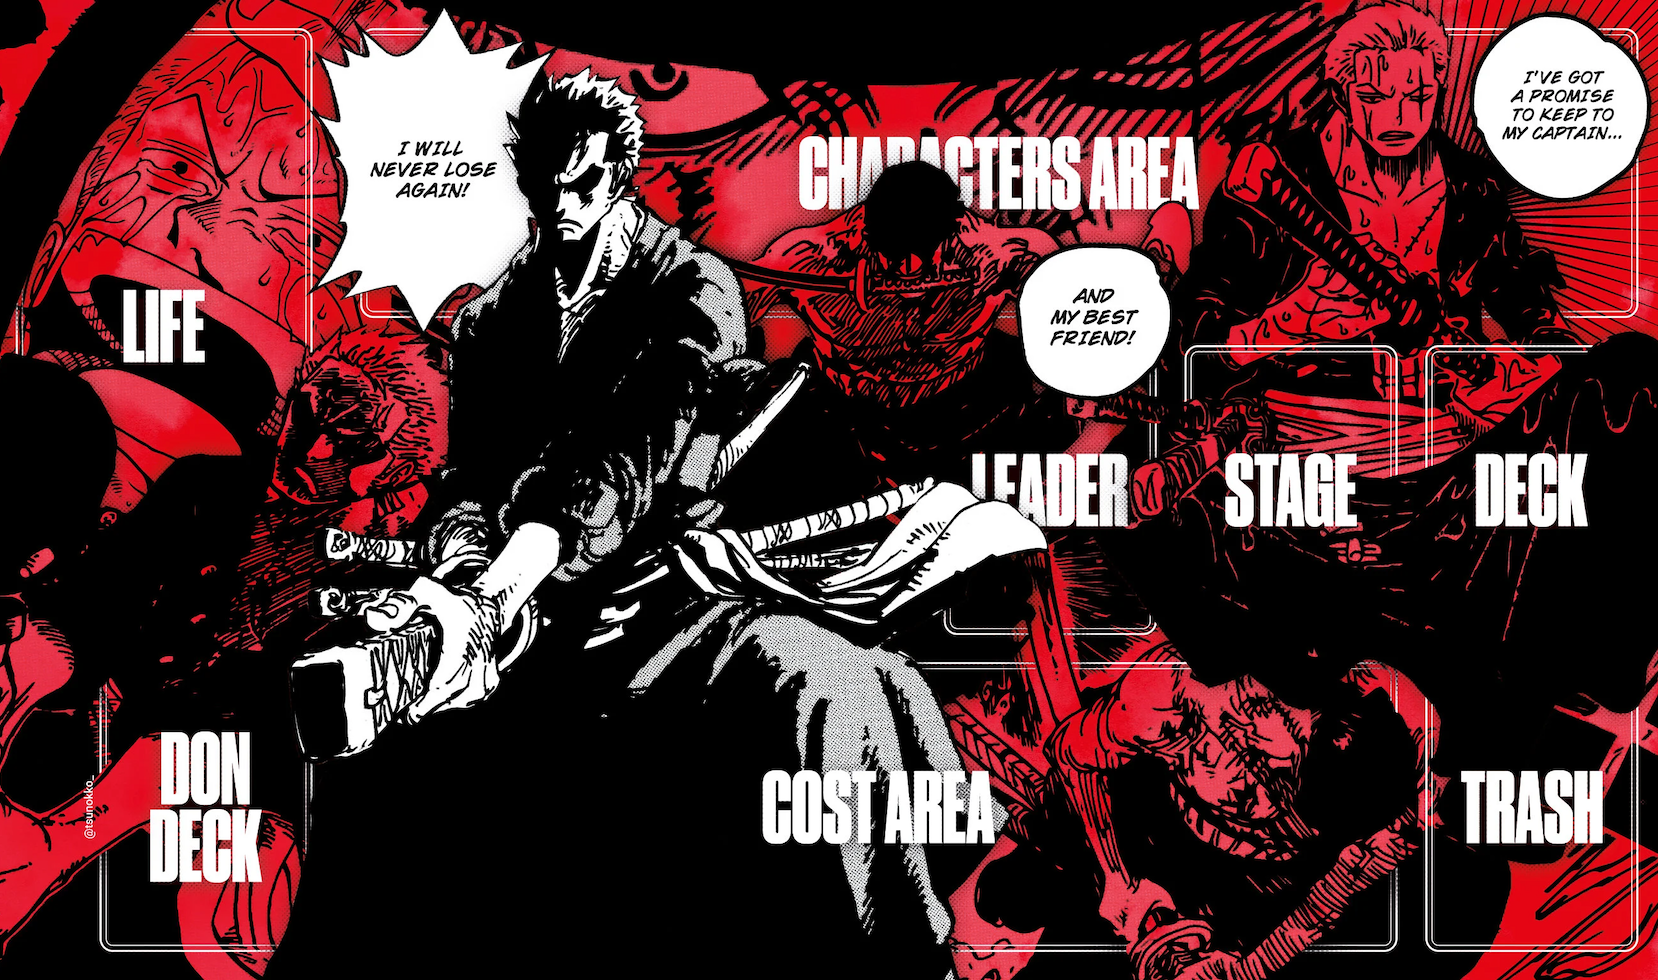 I WILL
NEVER LOSE
AGAIN!
I'VE GOT
A PROMISE
TO KEEP TO
MY CAPTAIN...
CHARACTERS AREA
AND
MY BEST
FRIEND!
LIFE
LEADER
STAGE
DECK
DON
DECK
COST AREA
TRASH
@tsunokko_